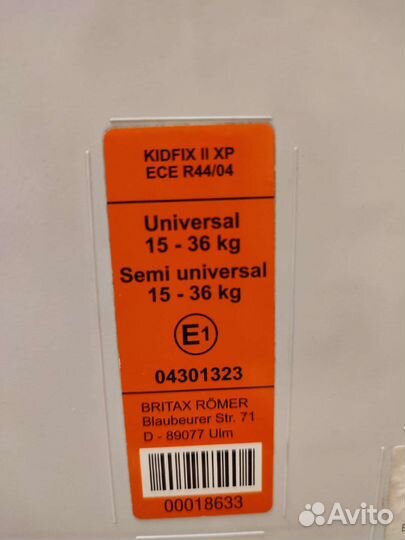 KIDFIX II XP
ECE R44/04
Universal
15 - 36 kg
Semi universal
15 - 36 kg
E1
04301323
BRITAX RÖMER
Blaubeurer Str. 71
D - 89077 Ulm
00018633
Avito